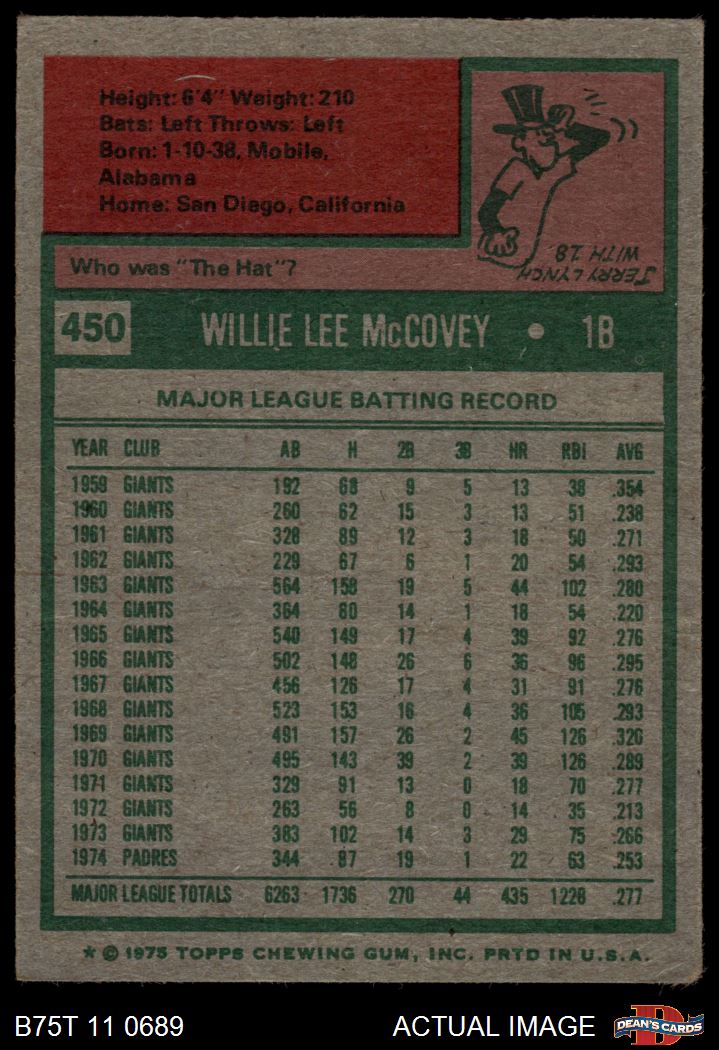 Height: 6'4" Weight: 210
Bats: Left Throws: Left
Born: 1-10-38, Mobile,
Alabama
Home: San Diego, California
Who was "The Hat"?
JERRY LYNCH
WITH 18.
450 WILLIE LEE McCOVEY • 1B
MAJOR LEAGUE BATTING RECORD
YEAR CLUB AB H 2B 3B HR RBI AVG
1959 GIANTS 192 68 9 5 13 38 .354
1960 GIANTS 260 62 15 3 13 51 .238
1961 GIANTS 328 89 12 3 18 50 .271
1962 GIANTS 229 67 6 1 20 54 .293
1963 GIANTS 564 158 19 5 44 102 .280
1964 GIANTS 364 80 14 1 18 54 .220
1965 GIANTS 540 149 17 4 39 92 .276
1966 GIANTS 502 148 26 6 36 96 .295
1967 GIANTS 456 126 17 4 31 91 .276
1968 GIANTS 523 153 16 4 36 105 .293
1969 GIANTS 491 157 26 2 45 126 .320
1970 GIANTS 495 143 39 2 39 126 .289
1971 GIANTS 329 91 13 0 18 70 .277
1972 GIANTS 263 56 8 0 14 35 .213
1973 GIANTS 383 102 14 3 29 75 .266
1974 PADRES 344 87 19 1 22 63 .253
MAJOR LEAGUE TOTALS 6263 1736 270 44 435 1228 .277
* © 1975 TOPPS CHEWING GUM, INC. PRTD IN U.S.A.
B75T 11 0689 ACTUAL IMAGE DEAN'S CARDS